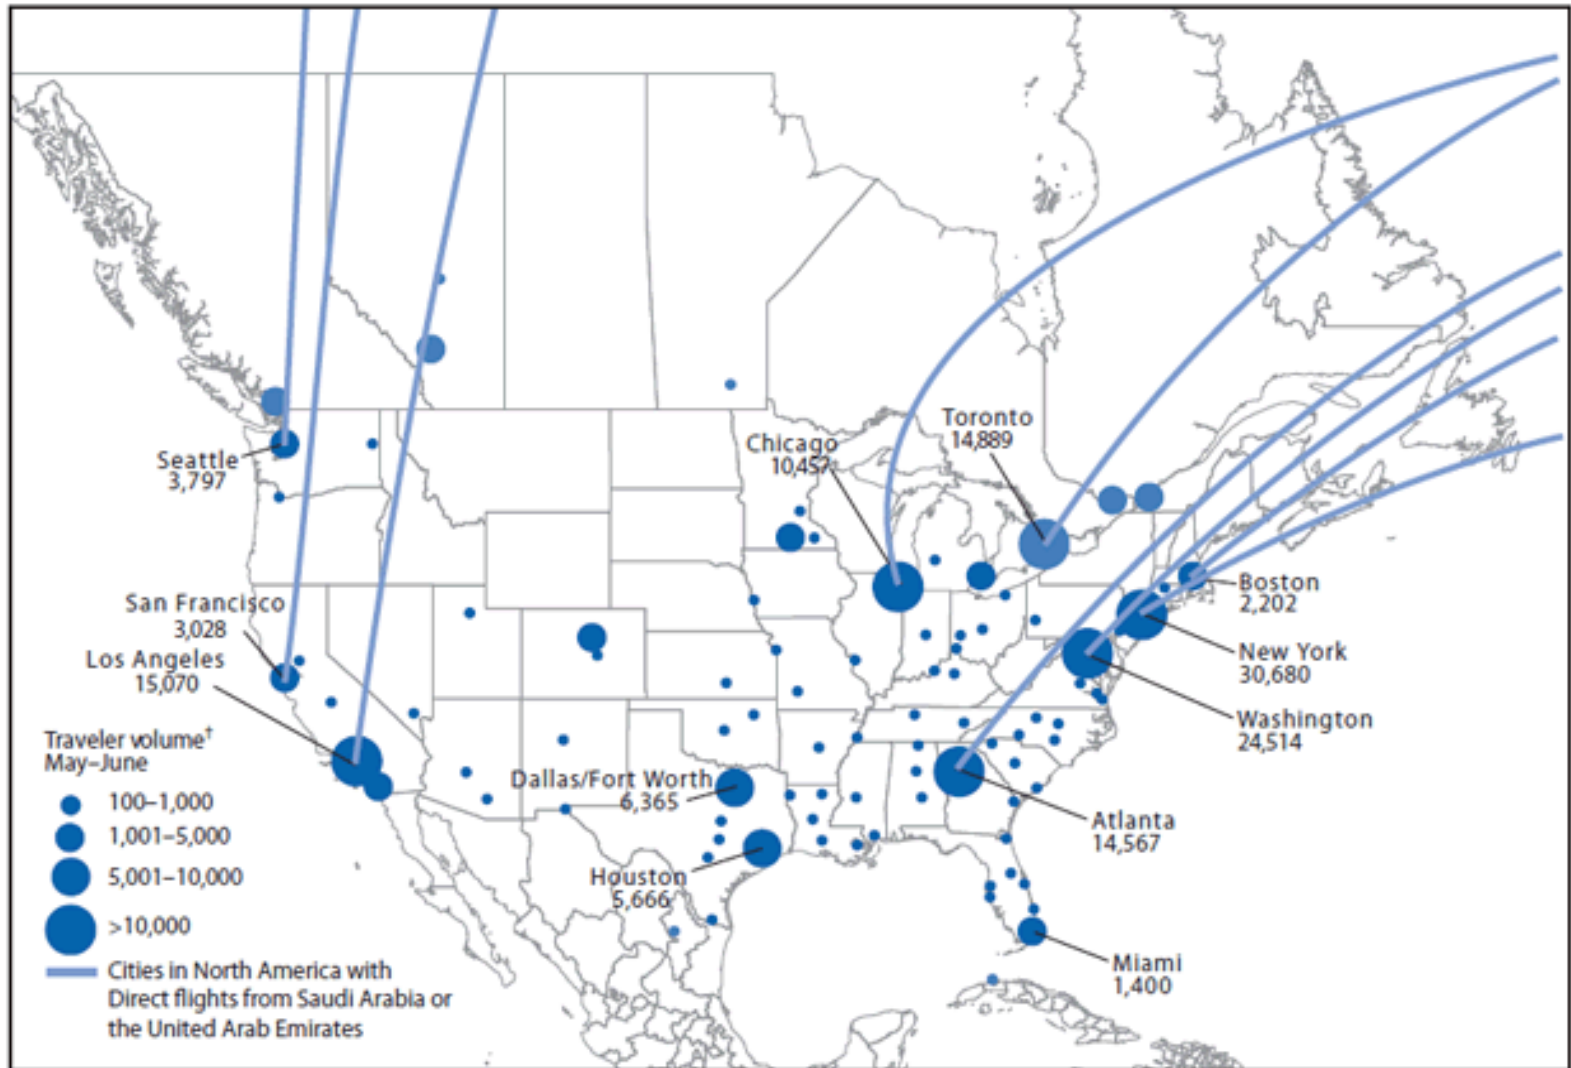 Toronto
14,889
Chicago
10,457
Seattle
3,797
Boston
2,202
San Francisco
3,028
New York
30,680
Los Angeles
15,070
Washington
24,514
Traveler volume†
May–June
100–1,000
1,001–5,000
5,001–10,000
>10,000
Cities in North America with
Direct flights from Saudi Arabia or
the United Arab Emirates
Dallas/Fort Worth
6,365
Atlanta
14,567
Houston
5,666
Miami
1,400